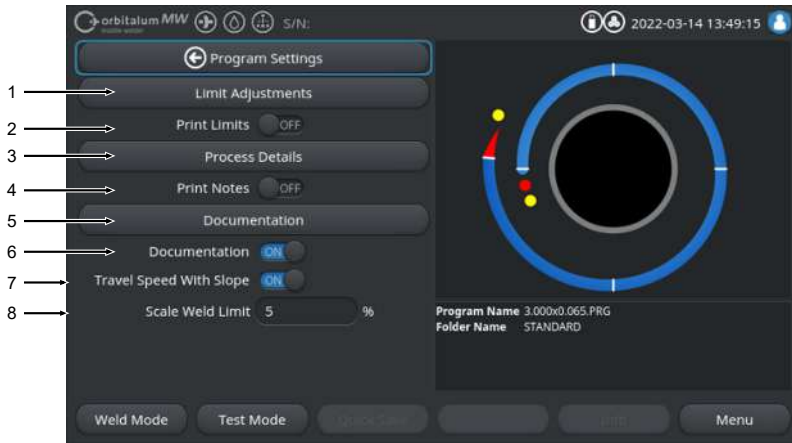 orbitalum MW S/N: 2022-03-14 13:49:15
Program Settings
1 Limit Adjustments
2 Print Limits OFF
3 Process Details
4 Print Notes OFF
5 Documentation
6 Documentation ON
7 Travel Speed With Slope ON
8 Scale Weld Limit 5 %
Program Name 3.000x0.065.PRG
Folder Name STANDARD
Weld Mode Test Mode Quick Save Menu